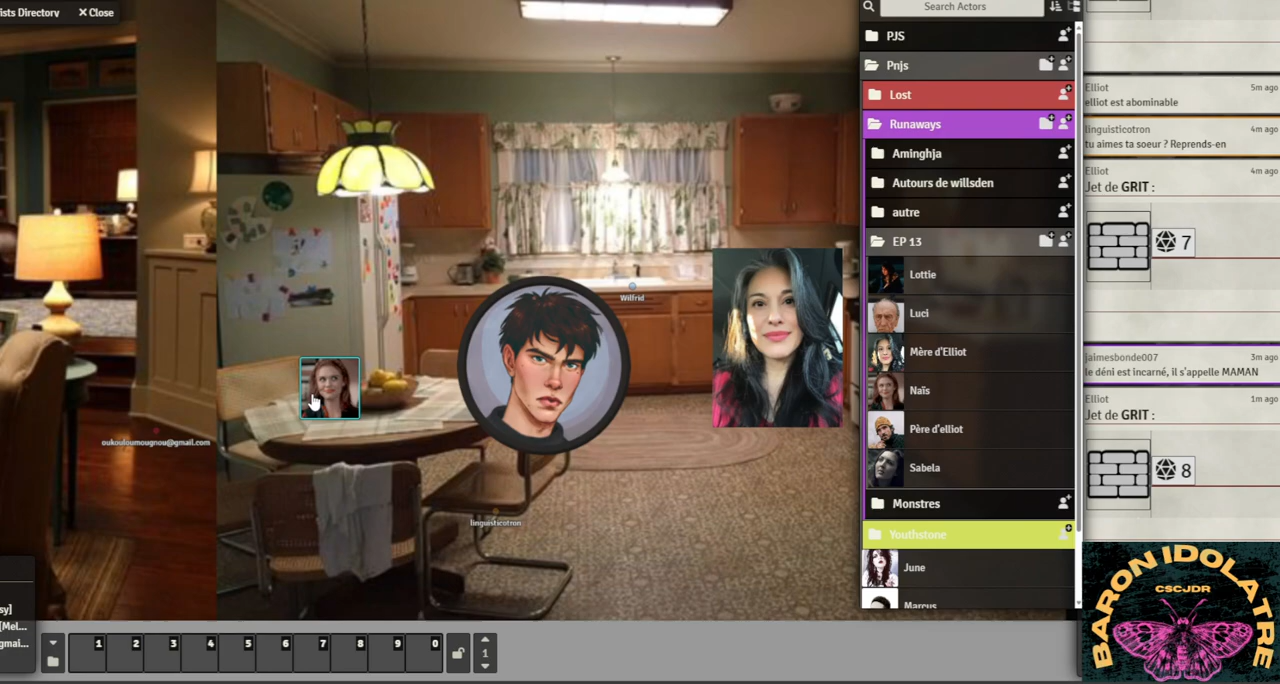 ists Directory
Close
Search Actors
PJS
Pnjs
Lost
Runaways
Aminghja
Autours de willsden
autre
EP 13
Lottie
Luci
Mère d'Elliot
Naïs
Père d'elliot
Sabela
Monstres
Youthstone
June
Marcus
Wilfrid
oukouloumougnou@gmail.com
linguisticotron
Elliot
5m ago
elliot est abominable
linguisticotron
4m ago
tu aimes ta soeur ? Reprends-en
Elliot
4m ago
Jet de GRIT :
7
jaimesbonde007
3m ago
le déni est incarné, il s'appelle MAMAN
Elliot
1m ago
Jet de GRIT :
8
sy]
[Mel...
gmai...
1
2
3
4
5
6
7
8
9
0
1
BARON IDOLATRE
CSCJDR